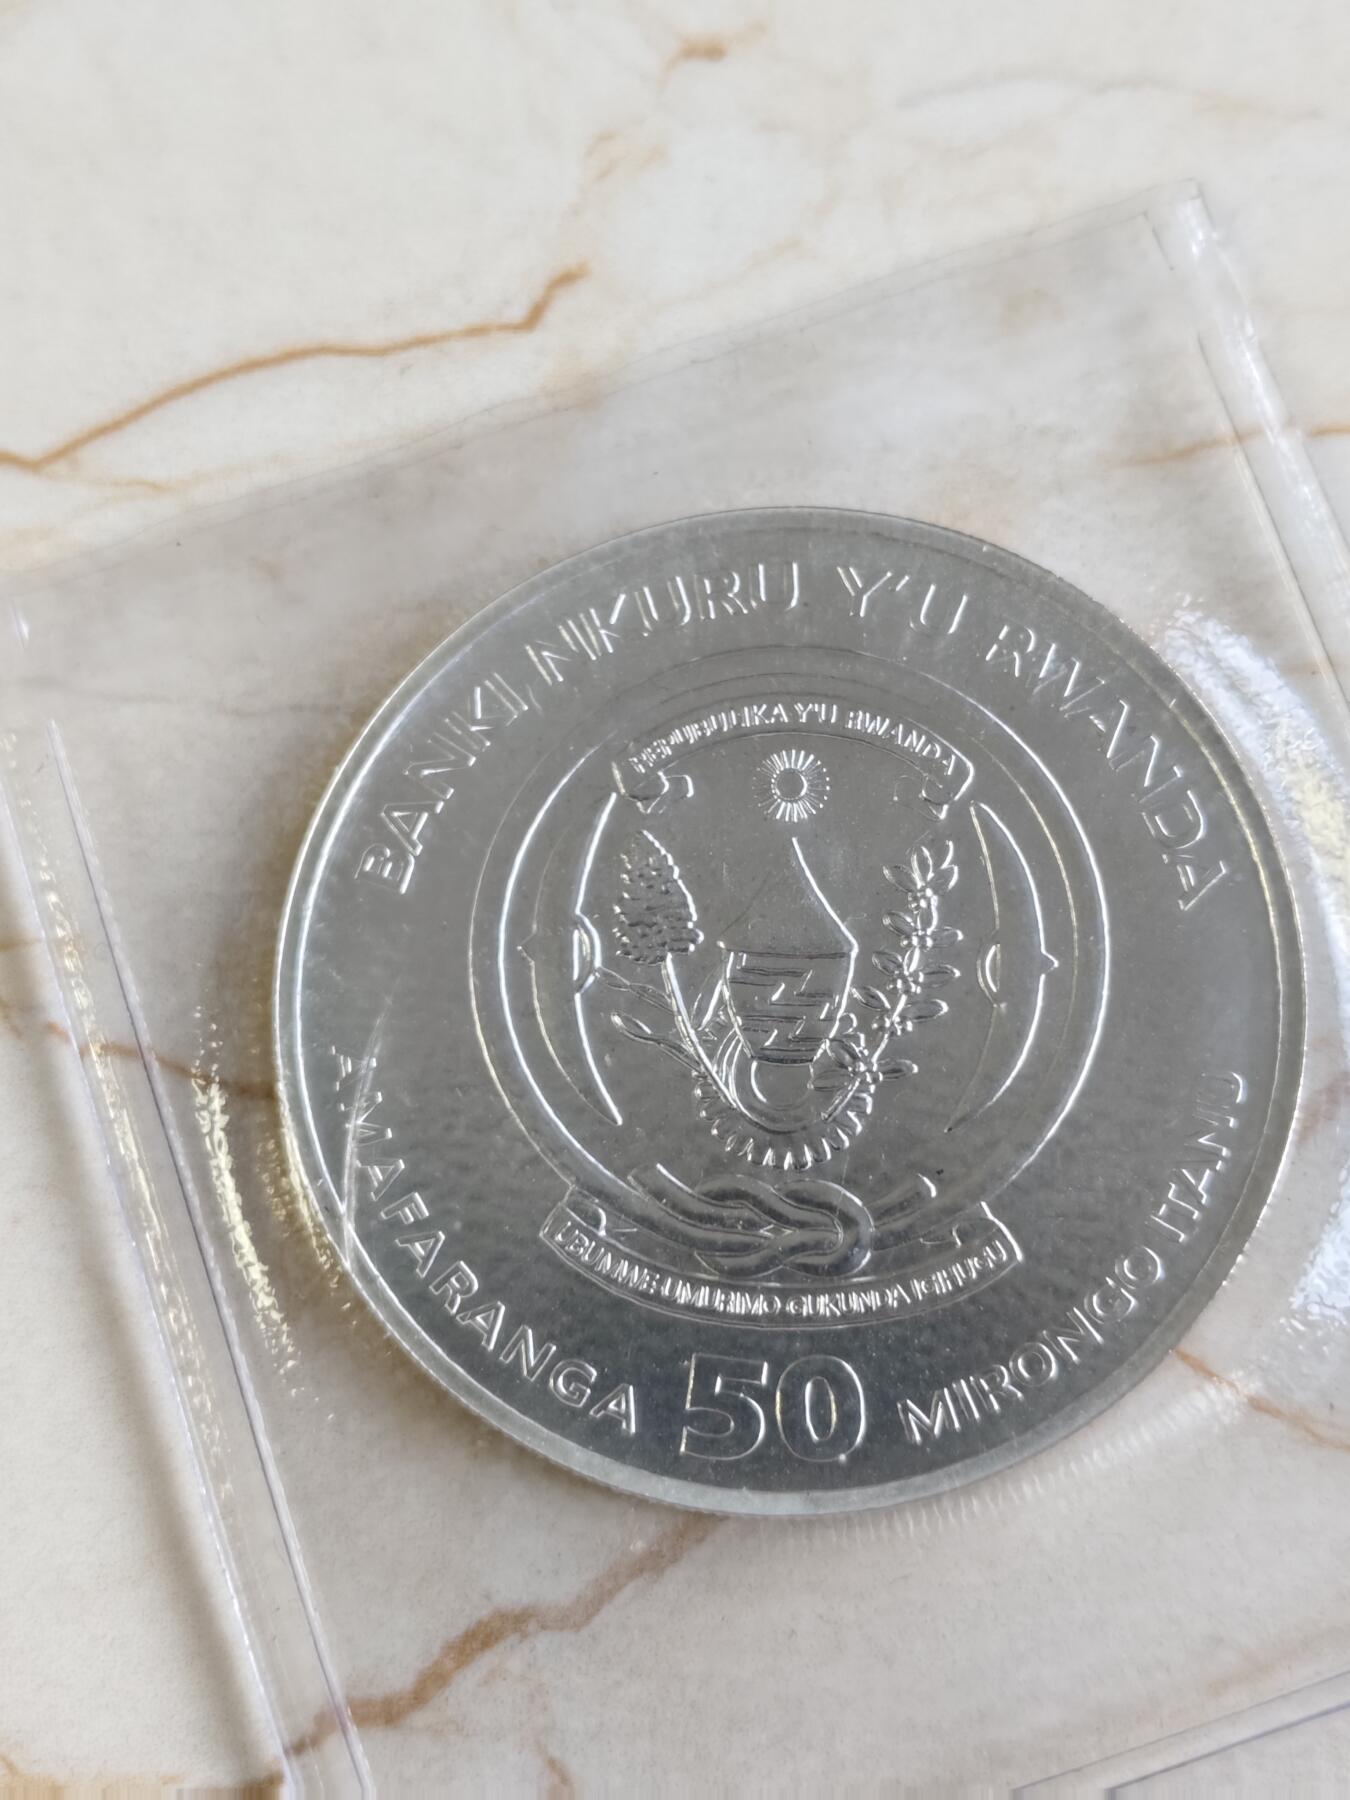 BANKI, NKURU Y'U RWANDA
REPUBULIKA Y'U RWANDA
UBUMWE.UMURIMO GUKUNDA IGIHUGU
AMAFARANGA 50 MIRONGO ITANU